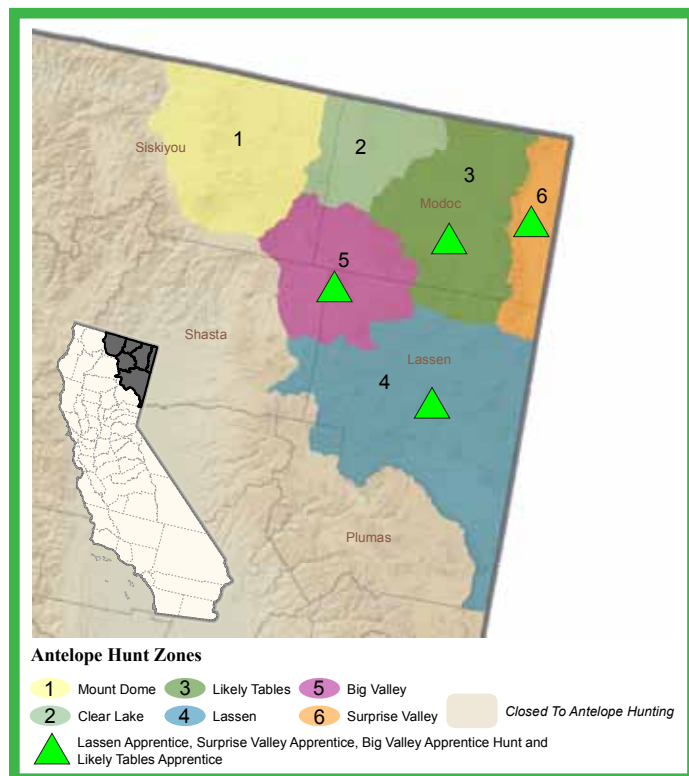 1
2
Siskiyou
3
6
Modoc
5
Shasta
Lassen
4
Plumas
Antelope Hunt Zones
1 Mount Dome 3 Likely Tables 5 Big Valley
2 Clear Lake 4 Lassen 6 Surprise Valley Closed To Antelope Hunting
Lassen Apprentice, Surprise Valley Apprentice, Big Valley Apprentice Hunt and
Likely Tables Apprentice